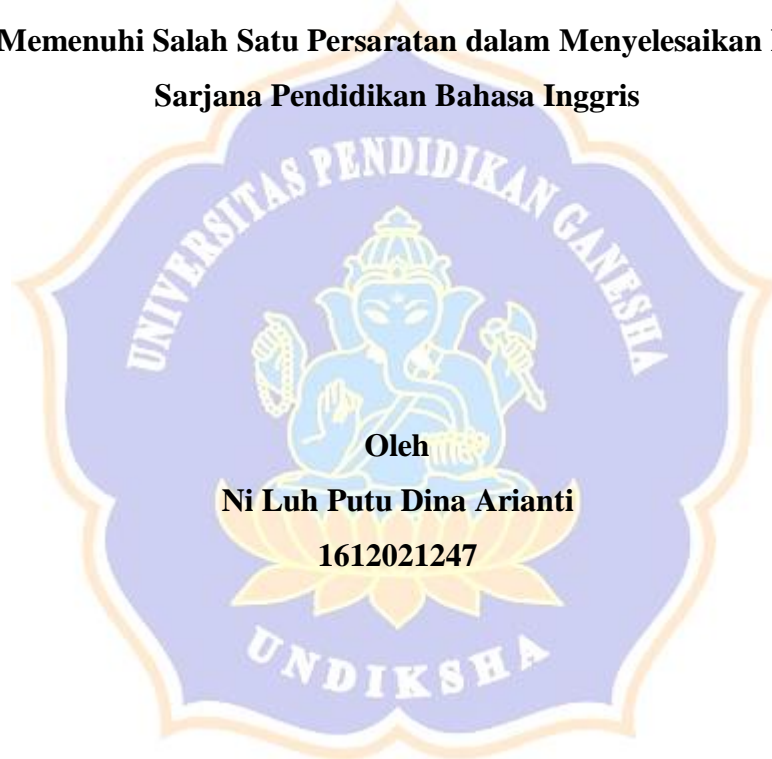 Memenuhi Salah Satu Persaratan dalam Menyelesaikan
Sarjana Pendidikan Bahasa Inggris
UNIVERSITAS PENDIDIKAN GANESHA
Oleh
Ni Luh Putu Dina Arianti
1612021247
UNDIKSHA